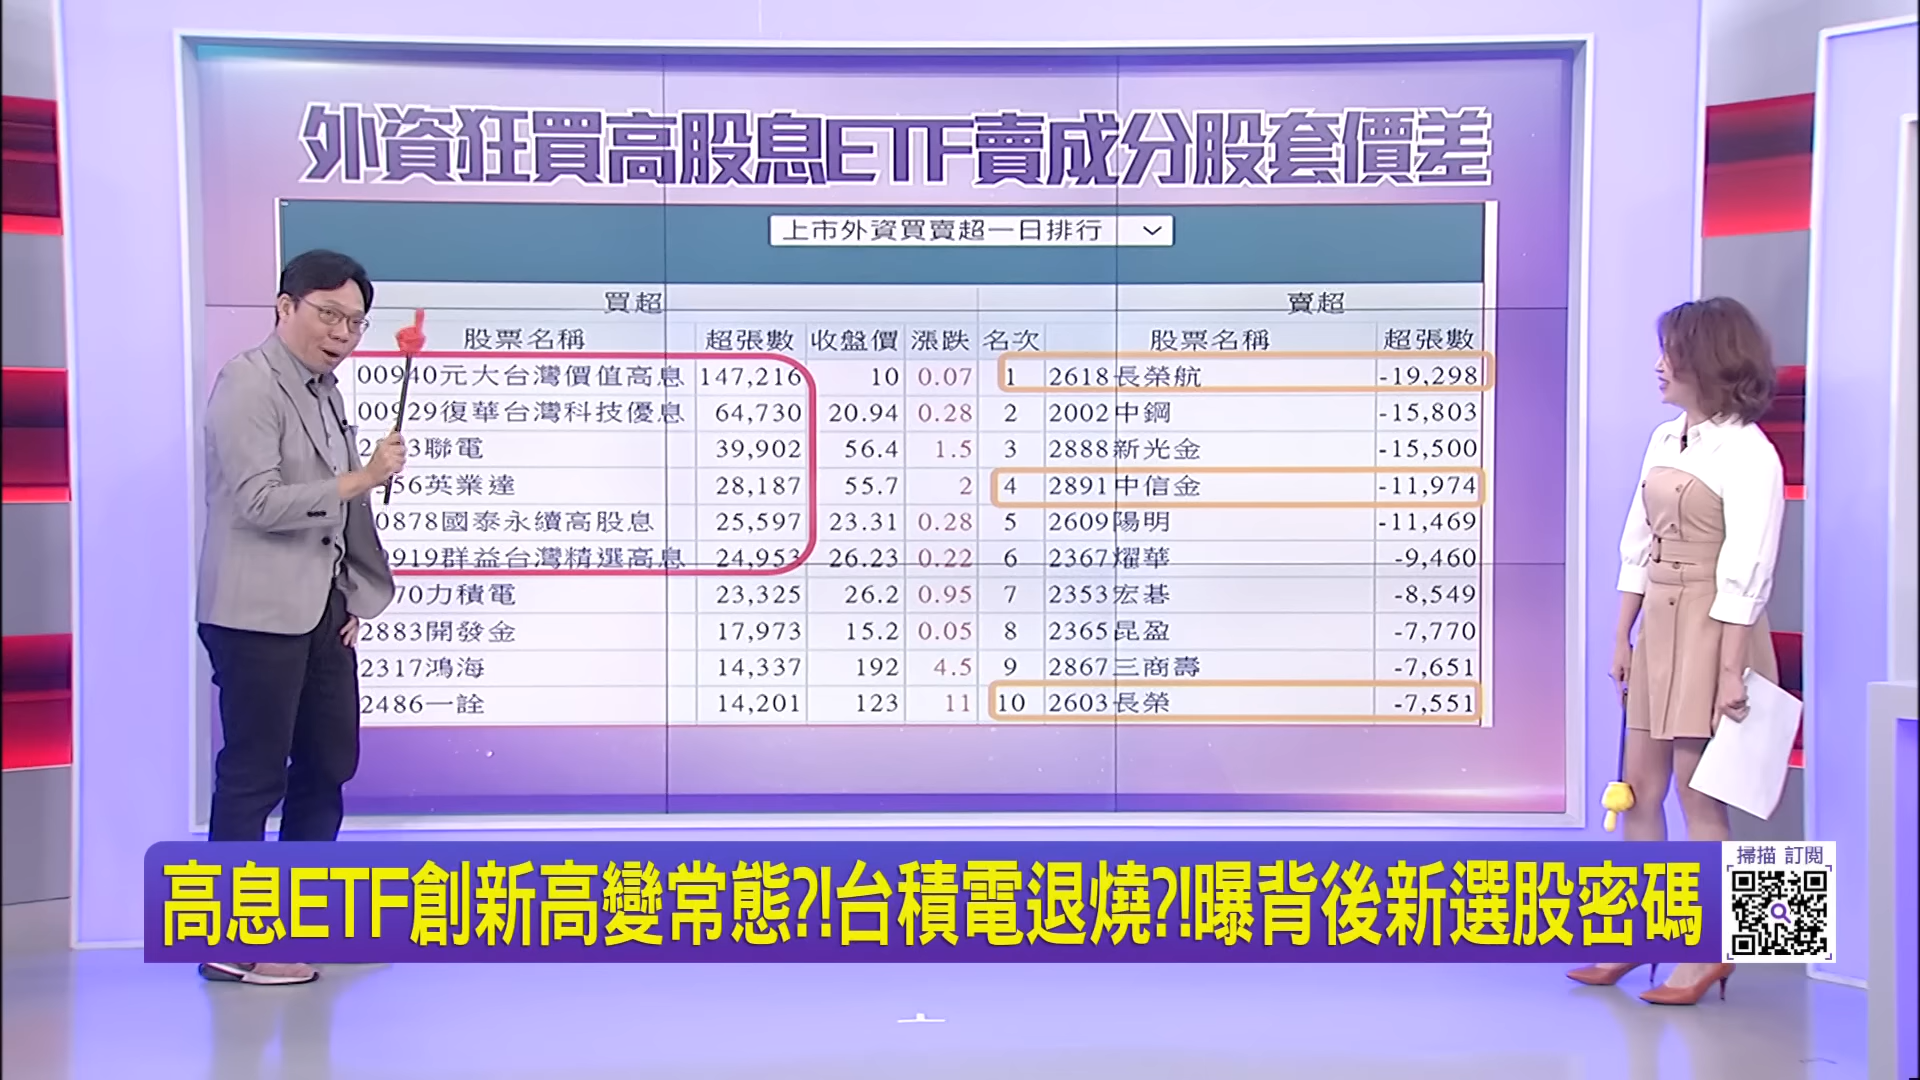 外資狂買高股息ETF賣成分股套價差
上市外資買賣超一日排行
買超 賣超
股票名稱 超張數 收盤價 漲跌 名次 股票名稱 超張數
00940元大台灣價值高息 147,216 10 0.07 1 2618長榮航 -19,298
00929復華台灣科技優息 64,730 20.94 0.28 2 2002中鋼 -15,803
聯電 39,902 56.4 1.5 3 2888新光金 -15,500
56英業達 28,187 55.7 2 4 2891中信金 -11,974
0878國泰永續高股息 25,597 23.31 0.28 5 2609陽明 -11,469
919群益台灣精選高息 24,953 26.23 0.22 6 2367燿華 -9,460
70力積電 23,325 26.2 0.95 7 2353宏碁 -8,549
2883開發金 17,973 15.2 0.05 8 2365昆盈 -7,770
2317鴻海 14,337 192 4.5 9 2867三商壽 -7,651
2486一詮 14,201 123 11 10 2603長榮 -7,551
高息ETF創新高變常態?!台積電退燒?!曝背後新選股密碼
掃描 訂閱